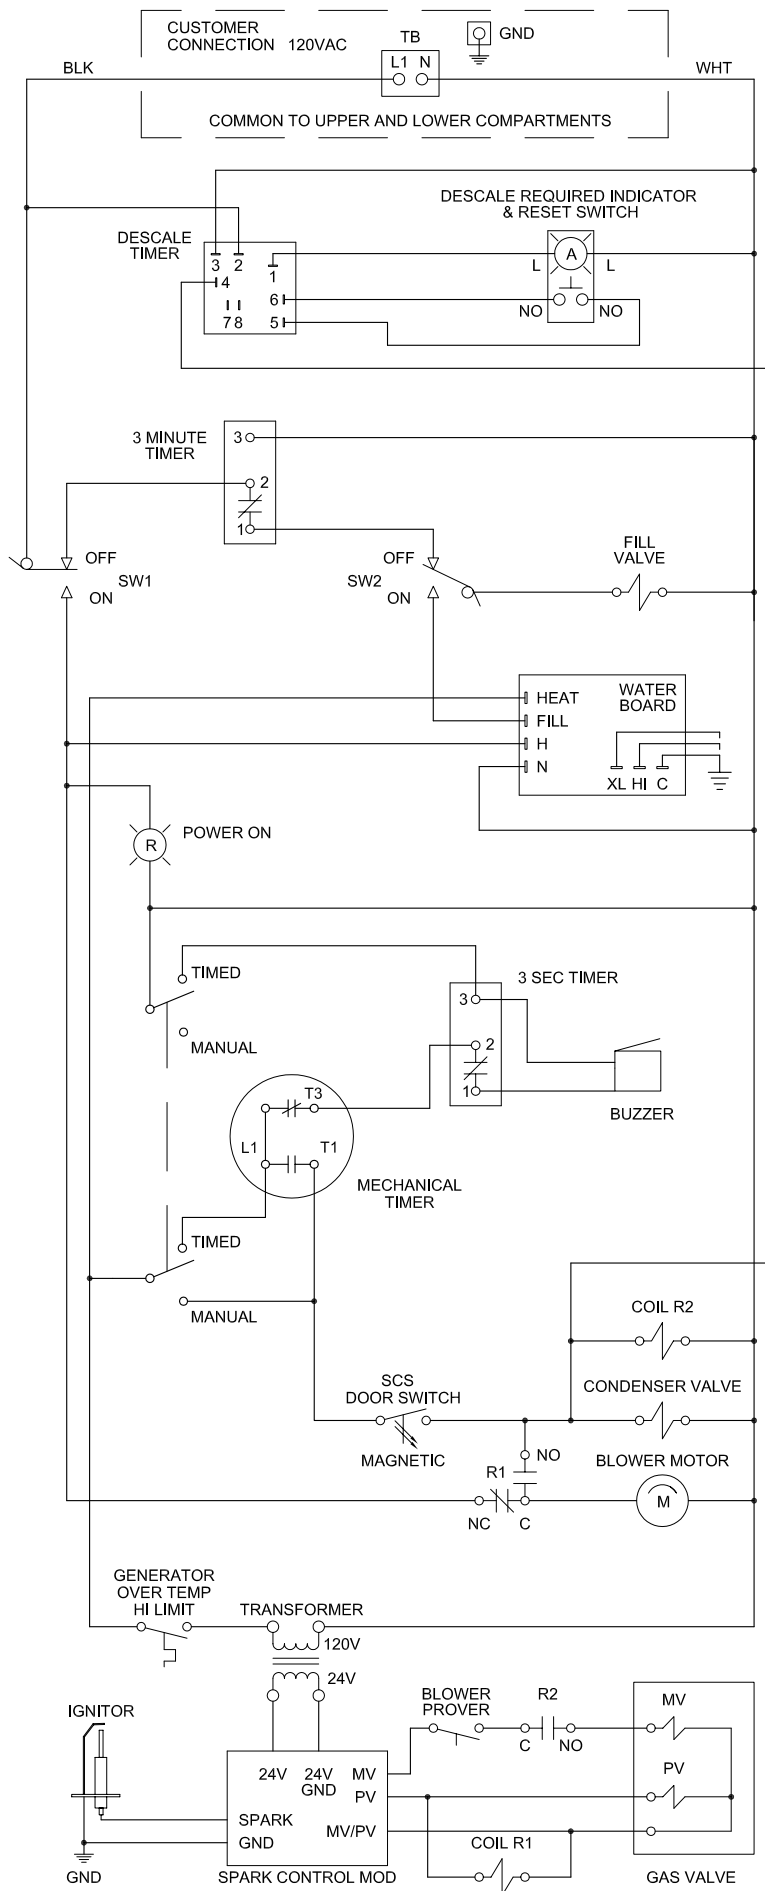 CUSTOMER
CONNECTION 120VAC
TB
GND
L1 N
BLK
WHT
COMMON TO UPPER AND LOWER COMPARTMENTS
DESCALE REQUIRED INDICATOR
& RESET SWITCH
DESCALE
TIMER
3 2 1
4
6
7 8 5
L A L
NO NO
3 MINUTE
TIMER
3
2
1
OFF
SW1
ON
OFF
SW2
ON
FILL
VALVE
HEAT
FILL
H
N
WATER
BOARD
XL HI C
R
POWER ON
TIMED
MANUAL
3 SEC TIMER
3
2
1
BUZZER
T3
L1 T1
MECHANICAL
TIMER
TIMED
MANUAL
COIL R2
SCS
DOOR SWITCH
MAGNETIC
CONDENSER VALVE
NO
R1
NC C
BLOWER MOTOR
M
GENERATOR
OVER TEMP
HI LIMIT
TRANSFORMER
120V
24V
IGNITOR
GND
24V 24V
GND
MV
PV
SPARK
GND
MV/PV
SPARK CONTROL MOD
BLOWER
PROVER
R2
C NO
COIL R1
MV
PV
GAS VALVE